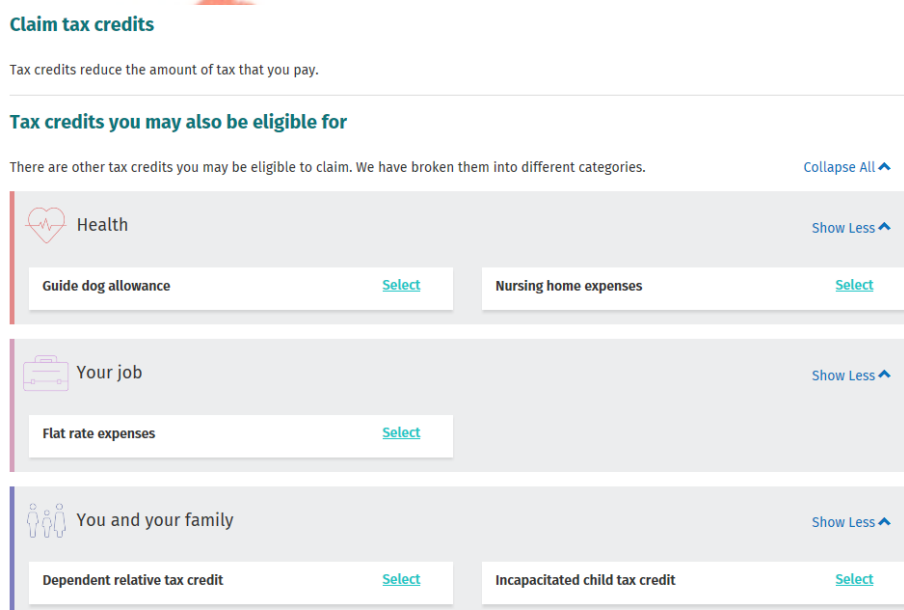 Claim tax credits
Tax credits reduce the amount of tax that you pay.
Tax credits you may also be eligible for
There are other tax credits you may be eligible to claim. We have broken them into different categories.
Collapse All
Health
Show Less
Guide dog allowance
Select
Nursing home expenses
Select
Your job
Show Less
Flat rate expenses
Select
You and your family
Show Less
Dependent relative tax credit
Select
Incapacitated child tax credit
Select